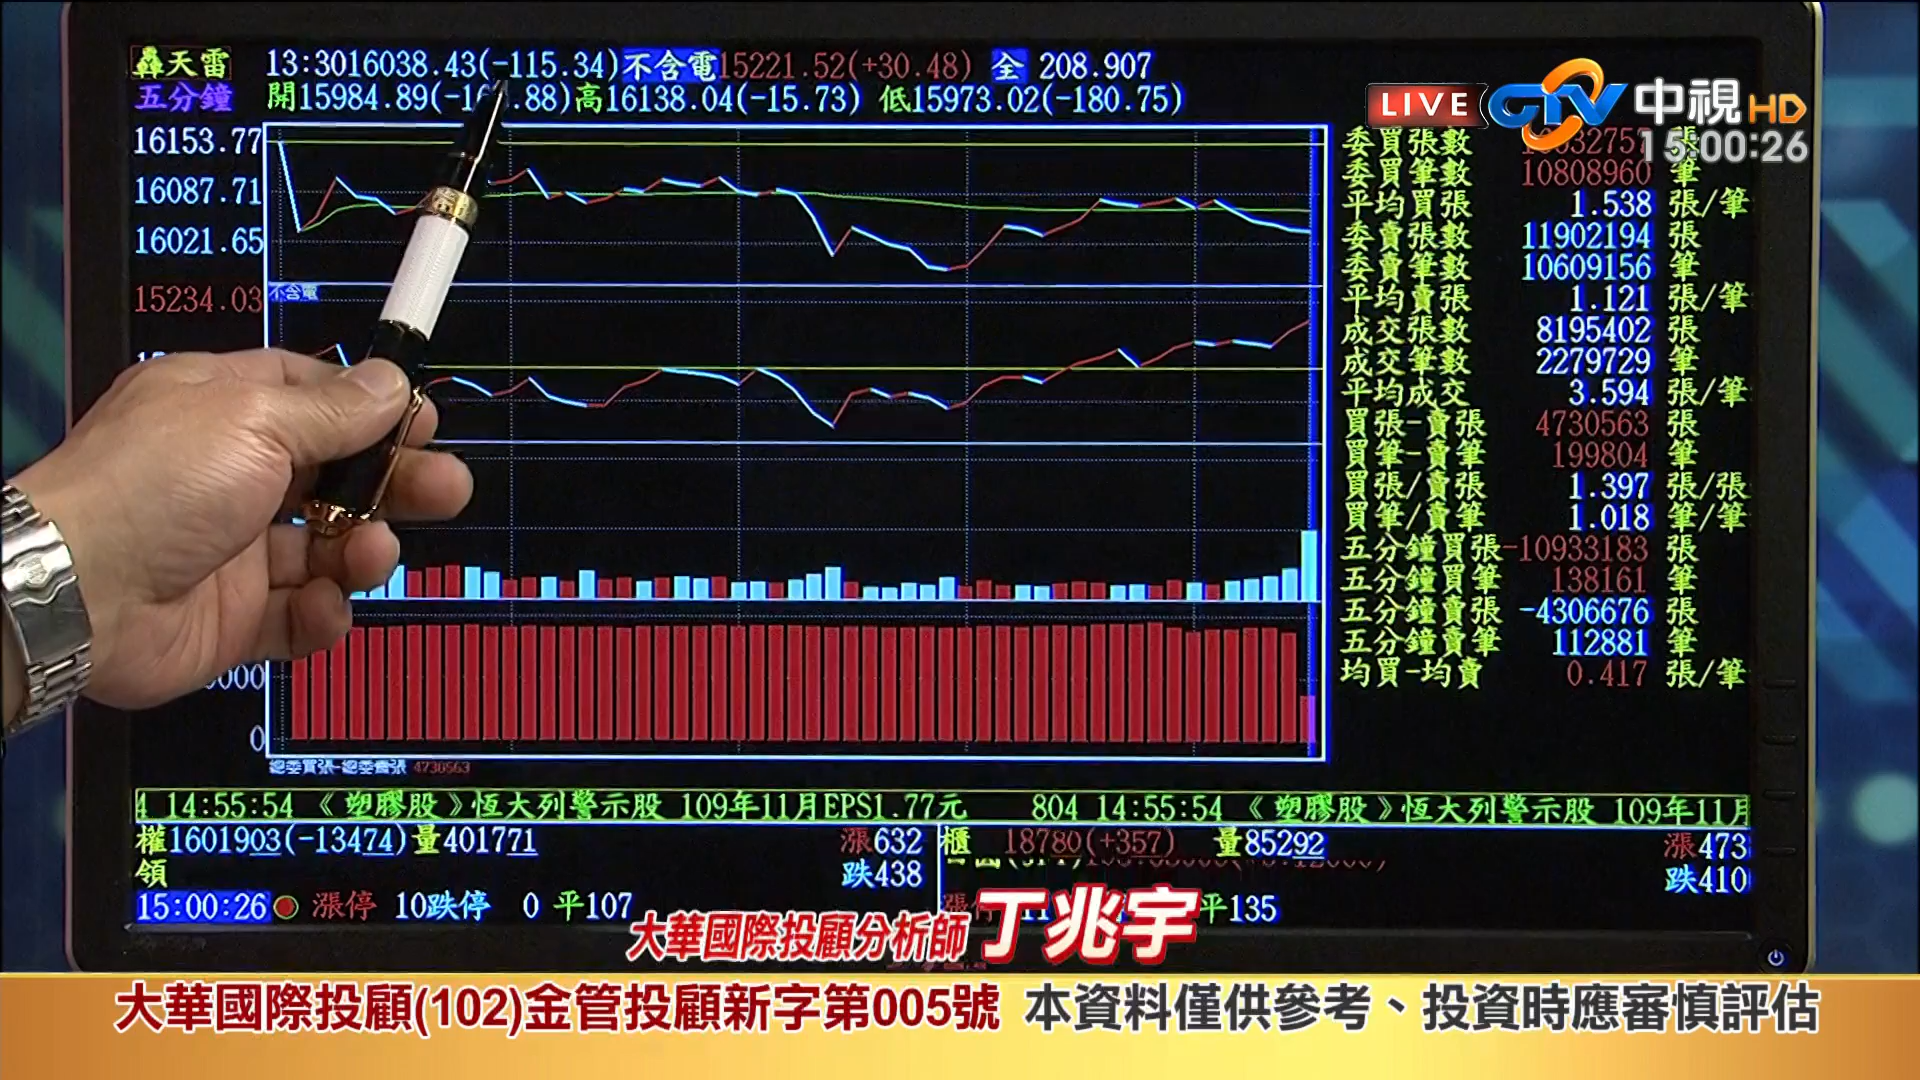 轟天雷 13:30 16038.43(-115.34) 不含電 15221.52(+30.48) 全 208.907
五分鐘 開15984.89(-1 .88) 高16138.04(-15.73) 低15973.02(-180.75)
LIVE CTV 中視 HD
15:00:26
16153.77
16087.71
16021.65
不含電
15234.03
0000
0
委買張數 張
委買筆數 10808960 筆
平均買張 1.538 張/筆
委賣張數 11902194 張
委賣筆數 10609156 筆
平均賣張 1.121 張/筆
成交張數 8195402 張
成交筆數 2279729 筆
平均成交 3.594 張/筆
買張-賣張 4730563 張
買筆-賣筆 199804 筆
買張/賣張 1.397 張/張
買筆/賣筆 1.018 筆/筆
五分鐘買張 -10933183 張
五分鐘買筆 138161 筆
五分鐘賣張 -4306676 張
五分鐘賣筆 112881 筆
均買-均賣 0.417 張/筆
總委買張-總委賣張 4730563
4 14:55:54 《塑膠股》恆大列警示股 109年11月EPS1.77元 804 14:55:54 《塑膠股》恆大列警示股 109年11月
權1601903(-13474) 量401771 漲632 櫃 18780(+357) 量85292 漲473
領 跌438 跌410
15:00:26 漲停 10 跌停 0 平107 平135
大華國際投顧分析師 丁兆宇
大華國際投顧(102)金管投顧新字第005號 本資料僅供參考、投資時應審慎評估